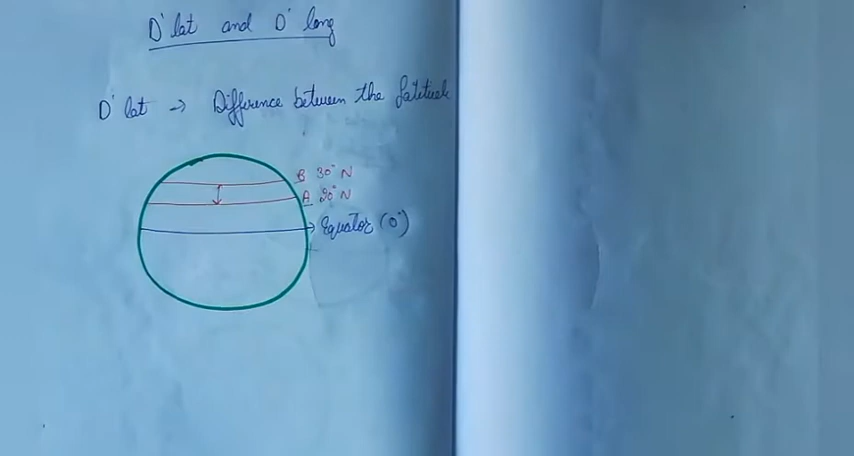 D'lat and D'long
D'lat → Difference between the latitude
B 30° N
A 20° N
Equator (0°)